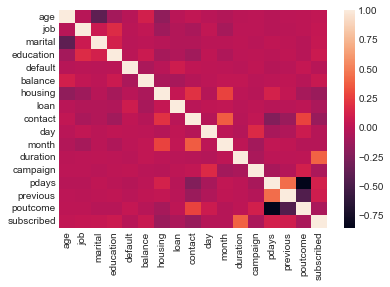 age
job
marital
education
default
balance
housing
loan
contact
day
month
duration
campaign
pdays
previous
poutcome
subscribed
age
job
marital
education
default
balance
housing
loan
contact
day
month
duration
campaign
pdays
previous
poutcome
subscribed
1.00
0.75
0.50
0.25
0.00
−0.25
−0.50
−0.75